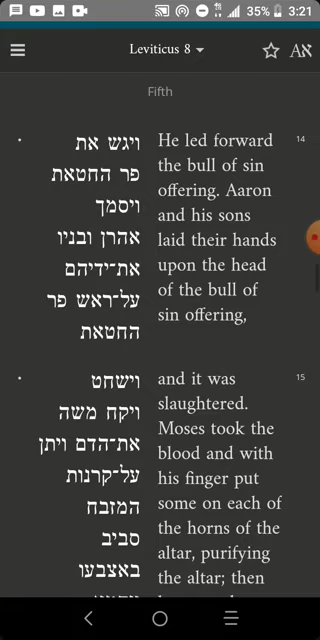 35% 3:21
Leviticus 8
Fifth
14
ויגש את
פר החטאת
ויסמך
אהרן ובניו
את־ידיהם
על־ראש פר
החטאת
He led forward
the bull of sin
offering. Aaron
and his sons
laid their hands
upon the head
of the bull of
sin offering,
15
וישחט
ויקח משה
את־הדם ויתן
על־קרנות
המזבח
סביב
באצבעו
and it was
slaughtered.
Moses took the
blood and with
his finger put
some on each of
the horns of the
altar, purifying
the altar; then